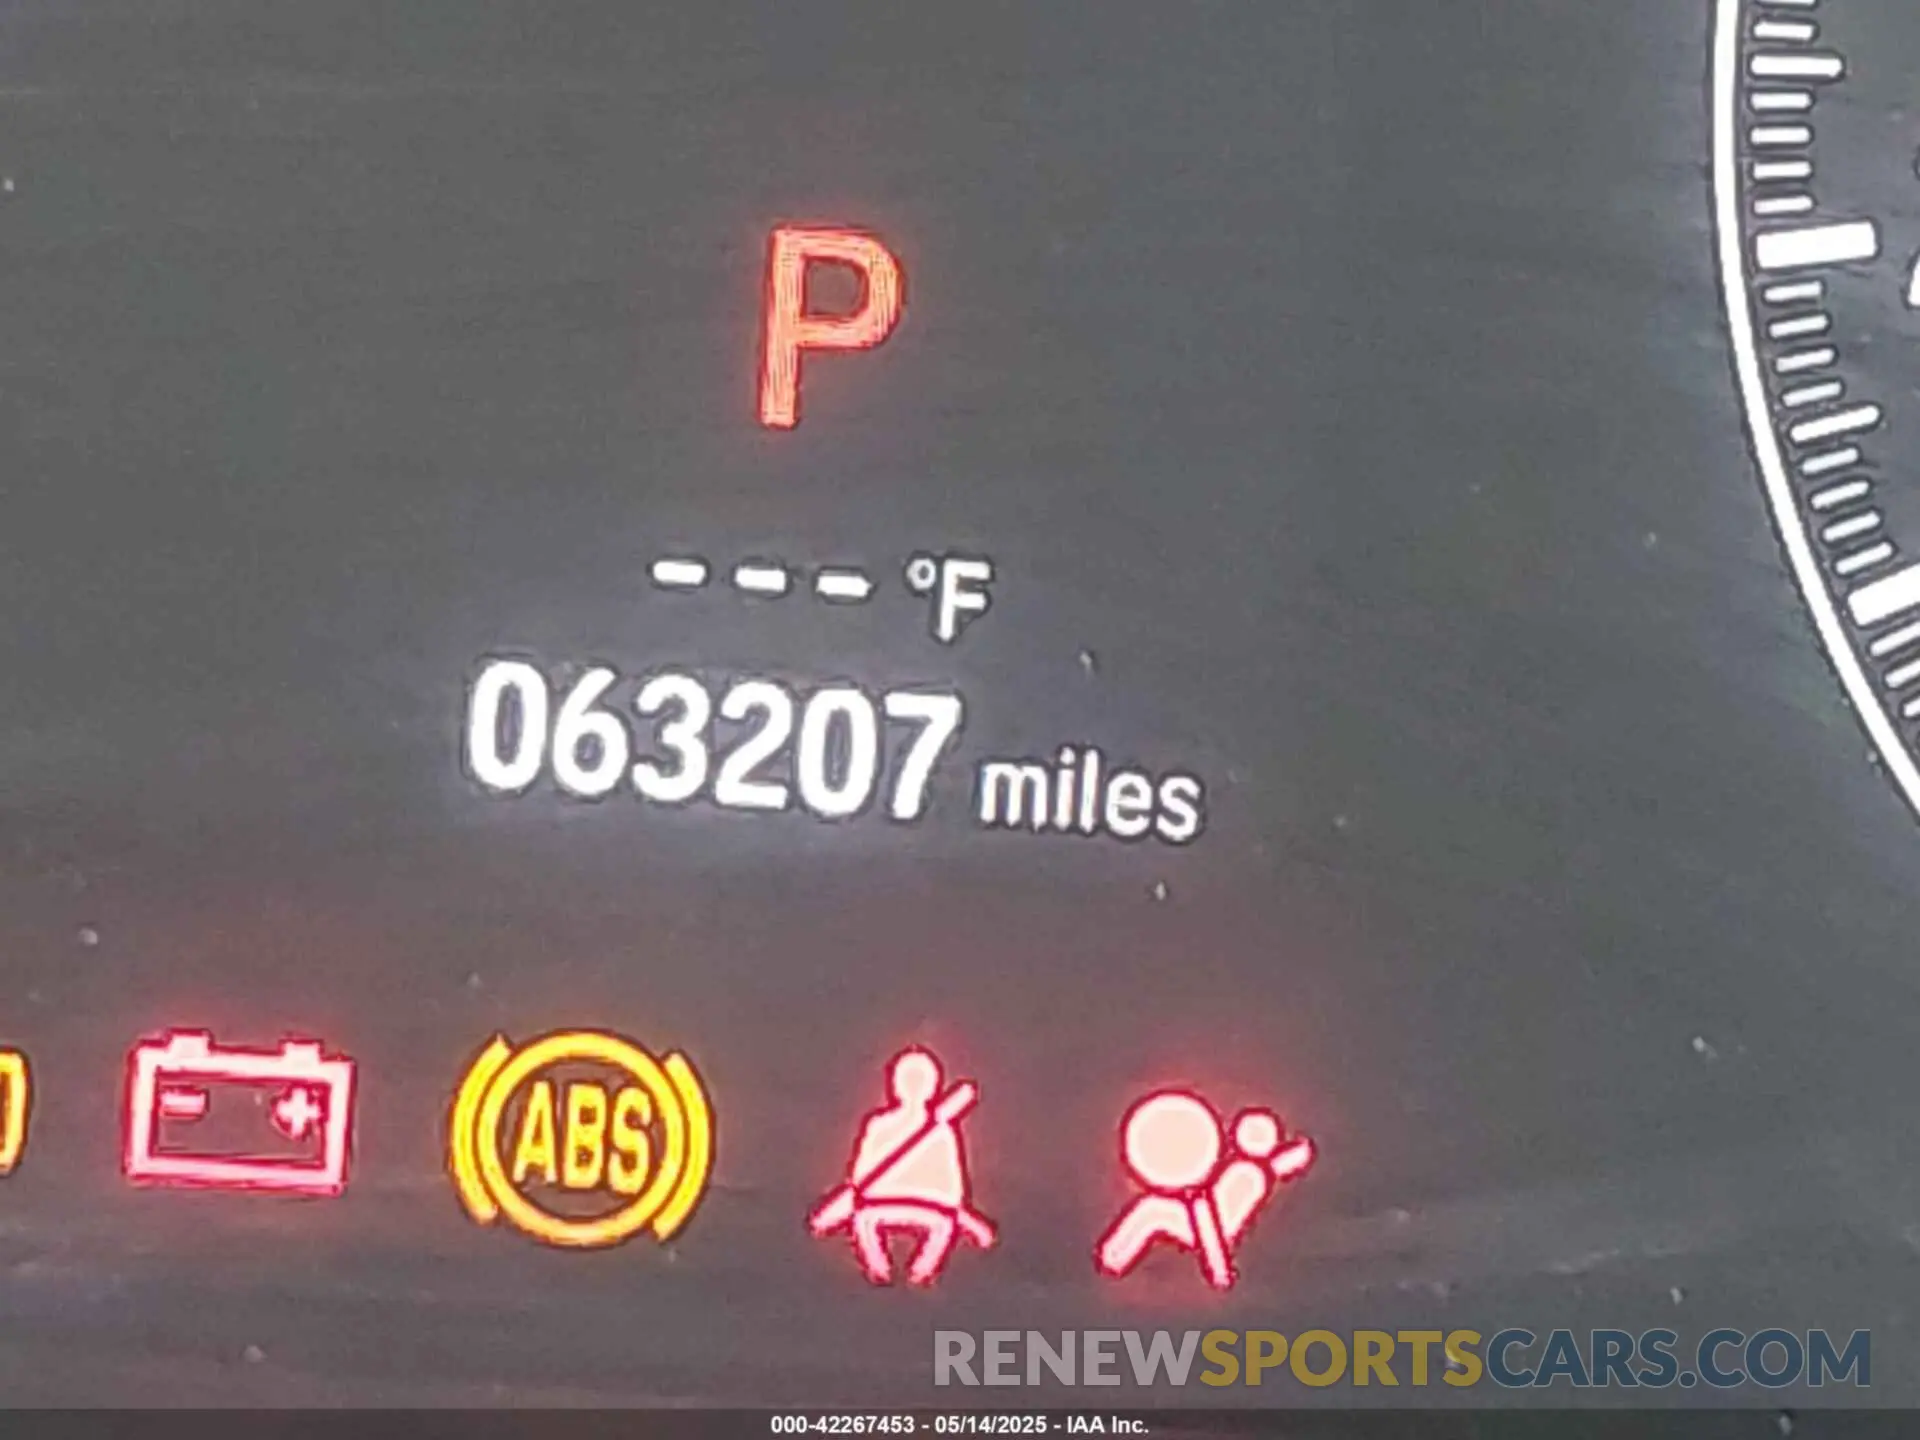 P
---°F
063207 miles
- +
ABS
RENEWSPORTSCARS.COM
000-42267453 - 05/14/2025 - IAA Inc.